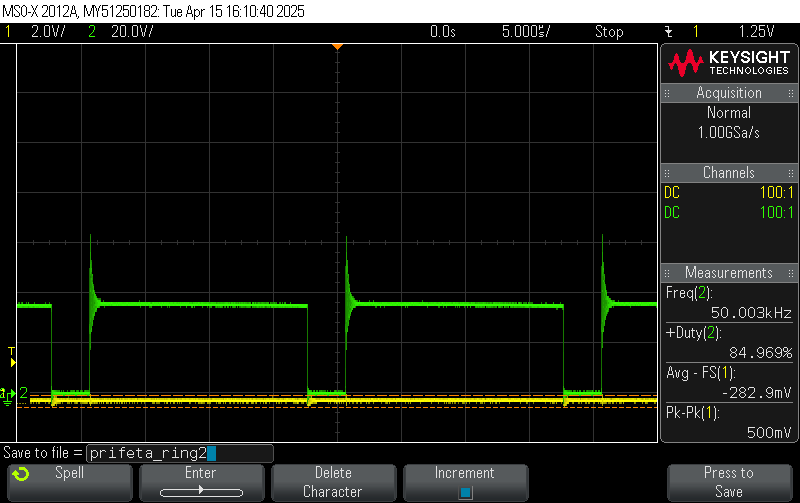 MSO-X 2012A, MY51250182: Tue Apr 15 16:10:40 2025
1 2.0V/ 2 20.0V/ 0.0s 5.000µs/ Stop 1 1.25V
KEYSIGHT
TECHNOLOGIES
Acquisition
Normal
1.00GSa/s
Channels
DC 100:1
DC 100:1
Measurements
Freq(2):
50.003kHz
+Duty(2):
84.969%
Avg - FS(1):
-282.9mV
Pk-Pk(1):
500mV
T
2
Save to file = prifeta_ring2
Spell
Enter
Delete
Character
Increment
Press to
Save